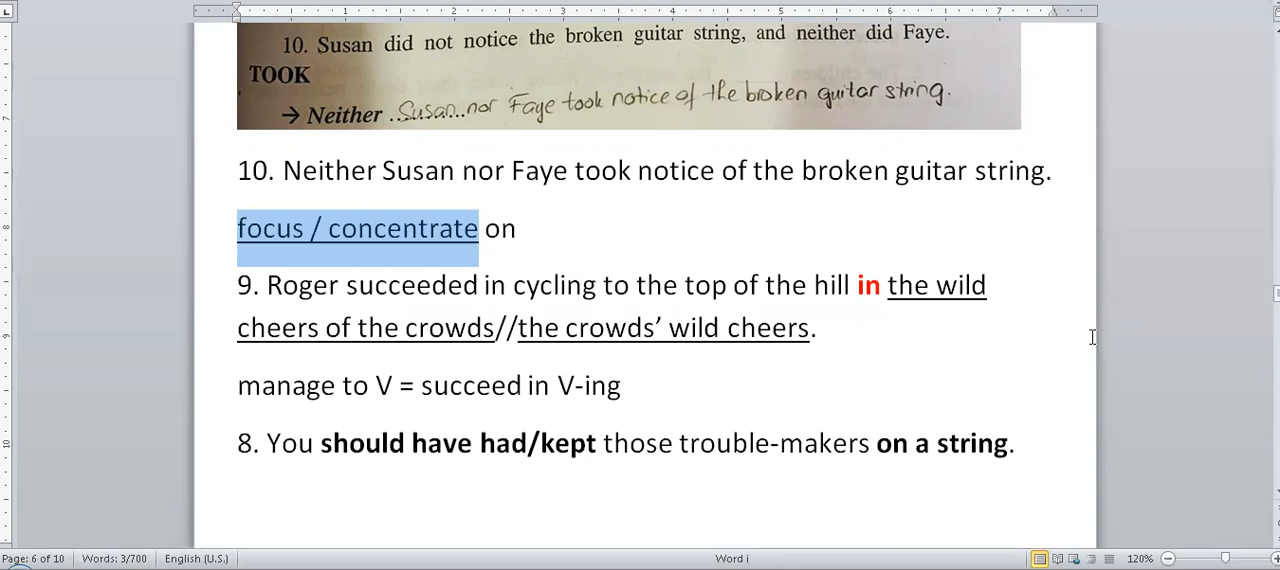 10. Susan did not notice the broken guitar string, and neither did Faye.
TOOK
→ Neither ..Susan..nor Faye took notice of the broken guitar string.
10. Neither Susan nor Faye took notice of the broken guitar string.
focus / concentrate on
9. Roger succeeded in cycling to the top of the hill in the wild
cheers of the crowds//the crowds’ wild cheers.
manage to V = succeed in V-ing
8. You should have had/kept those trouble-makers on a string.
Page: 6 of 10 Words: 3/700 English (U.S.) Word i 120%